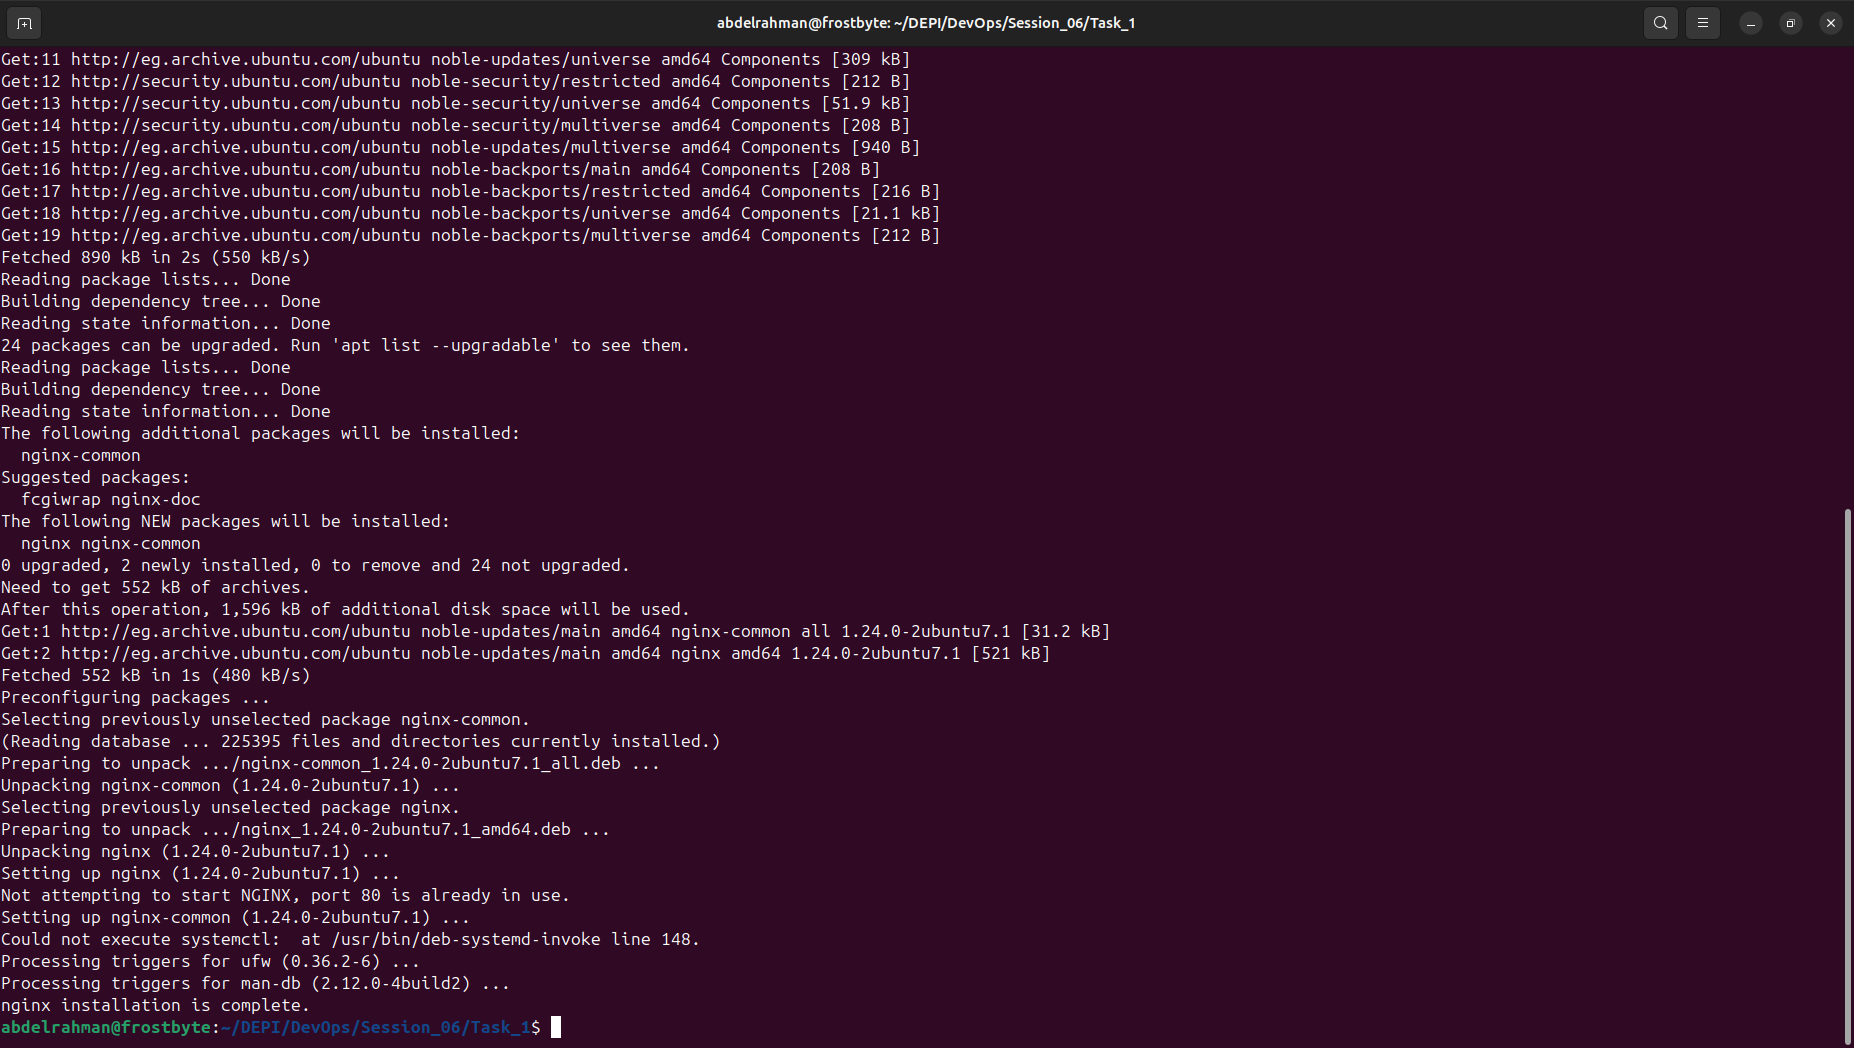 abdelrahman@frostbyte: ~/DEPI/DevOps/Session_06/Task_1
Get:11 http://eg.archive.ubuntu.com/ubuntu noble-updates/universe amd64 Components [309 kB]
Get:12 http://security.ubuntu.com/ubuntu noble-security/restricted amd64 Components [212 B]
Get:13 http://security.ubuntu.com/ubuntu noble-security/universe amd64 Components [51.9 kB]
Get:14 http://security.ubuntu.com/ubuntu noble-security/multiverse amd64 Components [208 B]
Get:15 http://eg.archive.ubuntu.com/ubuntu noble-updates/multiverse amd64 Components [940 B]
Get:16 http://eg.archive.ubuntu.com/ubuntu noble-backports/main amd64 Components [208 B]
Get:17 http://eg.archive.ubuntu.com/ubuntu noble-backports/restricted amd64 Components [216 B]
Get:18 http://eg.archive.ubuntu.com/ubuntu noble-backports/universe amd64 Components [21.1 kB]
Get:19 http://eg.archive.ubuntu.com/ubuntu noble-backports/multiverse amd64 Components [212 B]
Fetched 890 kB in 2s (550 kB/s)
Reading package lists... Done
Building dependency tree... Done
Reading state information... Done
24 packages can be upgraded. Run 'apt list --upgradable' to see them.
Reading package lists... Done
Building dependency tree... Done
Reading state information... Done
The following additional packages will be installed:
  nginx-common
Suggested packages:
  fcgiwrap nginx-doc
The following NEW packages will be installed:
  nginx nginx-common
0 upgraded, 2 newly installed, 0 to remove and 24 not upgraded.
Need to get 552 kB of archives.
After this operation, 1,596 kB of additional disk space will be used.
Get:1 http://eg.archive.ubuntu.com/ubuntu noble-updates/main amd64 nginx-common all 1.24.0-2ubuntu7.1 [31.2 kB]
Get:2 http://eg.archive.ubuntu.com/ubuntu noble-updates/main amd64 nginx amd64 1.24.0-2ubuntu7.1 [521 kB]
Fetched 552 kB in 1s (480 kB/s)
Preconfiguring packages ...
Selecting previously unselected package nginx-common.
(Reading database ... 225395 files and directories currently installed.)
Preparing to unpack .../nginx-common_1.24.0-2ubuntu7.1_all.deb ...
Unpacking nginx-common (1.24.0-2ubuntu7.1) ...
Selecting previously unselected package nginx.
Preparing to unpack .../nginx_1.24.0-2ubuntu7.1_amd64.deb ...
Unpacking nginx (1.24.0-2ubuntu7.1) ...
Setting up nginx (1.24.0-2ubuntu7.1) ...
Not attempting to start NGINX, port 80 is already in use.
Setting up nginx-common (1.24.0-2ubuntu7.1) ...
Could not execute systemctl:  at /usr/bin/deb-systemd-invoke line 148.
Processing triggers for ufw (0.36.2-6) ...
Processing triggers for man-db (2.12.0-4build2) ...
nginx installation is complete.
abdelrahman@frostbyte:~/DEPI/DevOps/Session_06/Task_1$